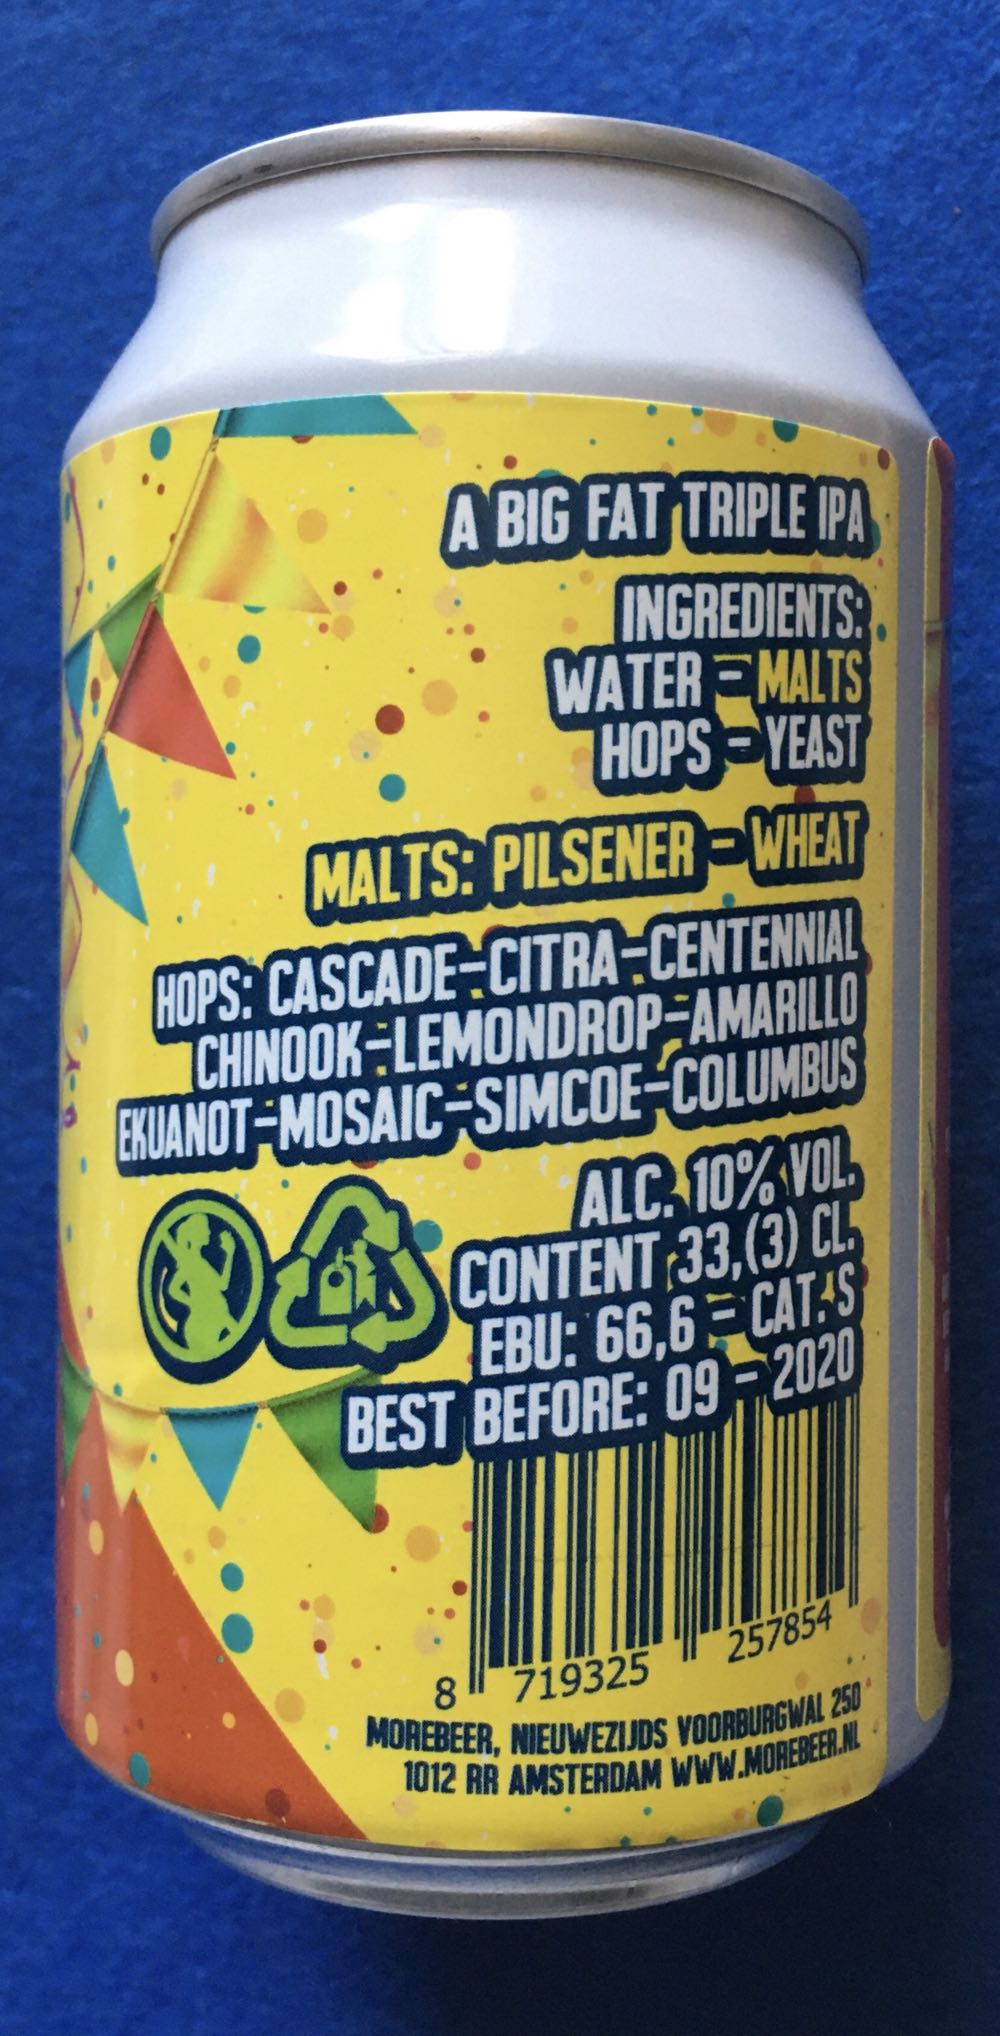 A BIG FAT TRIPLE IPA
INGREDIENTS:
WATER - MALTS
HOPS - YEAST
MALTS: PILSENER - WHEAT
HOPS: CASCADE-CITRA-CENTENNIAL
CHINOOK-LEMONDROP-AMARILLO
EKUANOT-MOSAIC-SIMCOE-COLUMBUS
ALC. 10% VOL.
CONTENT 33,(3) CL.
EBU: 66,6 - CAT. S
BEST BEFORE: 09 - 2020
8 719325 257854
MOREBEER, NIEUWEZIJDS VOORBURGWAL 250
1012 RR AMSTERDAM WWW.MOREBEER.NL